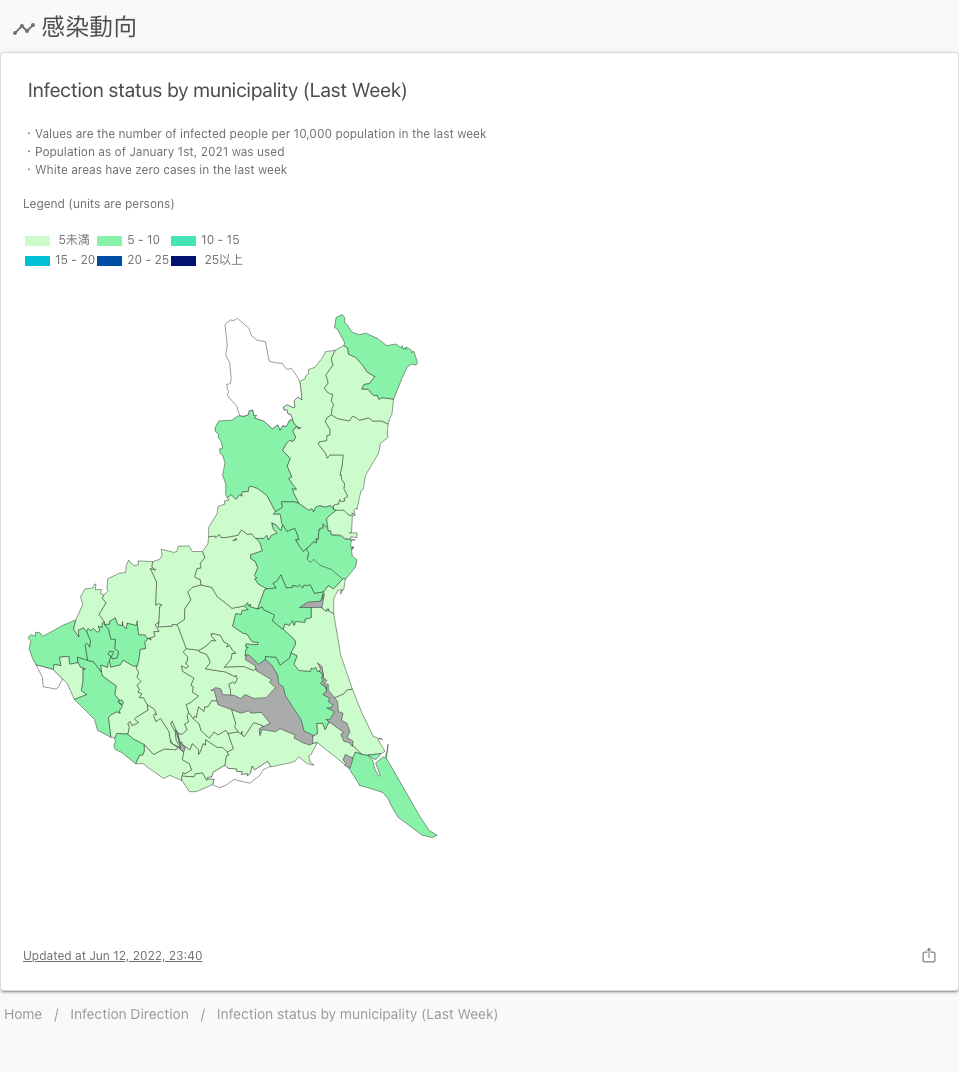 感染動向
Infection status by municipality (Last Week)
・Values are the number of infected people per 10,000 population in the last week
・Population as of January 1st, 2021 was used
・White areas have zero cases in the last week
Legend (units are persons)
5未満 5 - 10 10 - 15
15 - 20 20 - 25 25以上
Updated at Jun 12, 2022, 23:40
Home / Infection Direction / Infection status by municipality (Last Week)